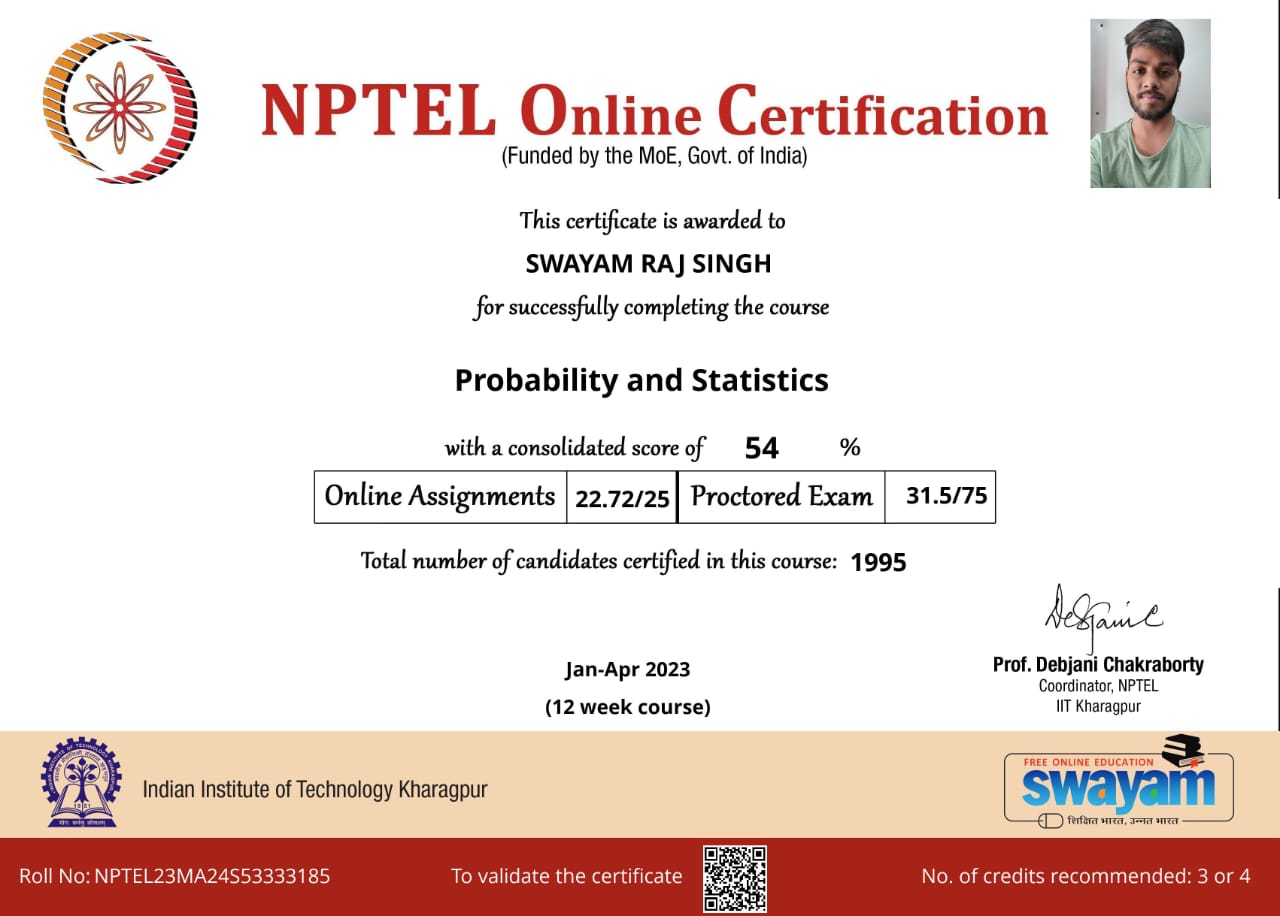 NPTEL Online Certification
(Funded by the MoE, Govt. of India)
This certificate is awarded to
SWAYAM RAJ SINGH
for successfully completing the course
Probability and Statistics
with a consolidated score of 54 %
Online Assignments 22.72/25 Proctored Exam 31.5/75
Total number of candidates certified in this course: 1995
Jan-Apr 2023
(12 week course)
Prof. Debjani Chakraborty
Coordinator, NPTEL
IIT Kharagpur
Indian Institute of Technology Kharagpur
FREE ONLINE EDUCATION
swayam
शिक्षित भारत, उन्नत भारत
Roll No: NPTEL23MA24S53333185 To validate the certificate No. of credits recommended: 3 or 4